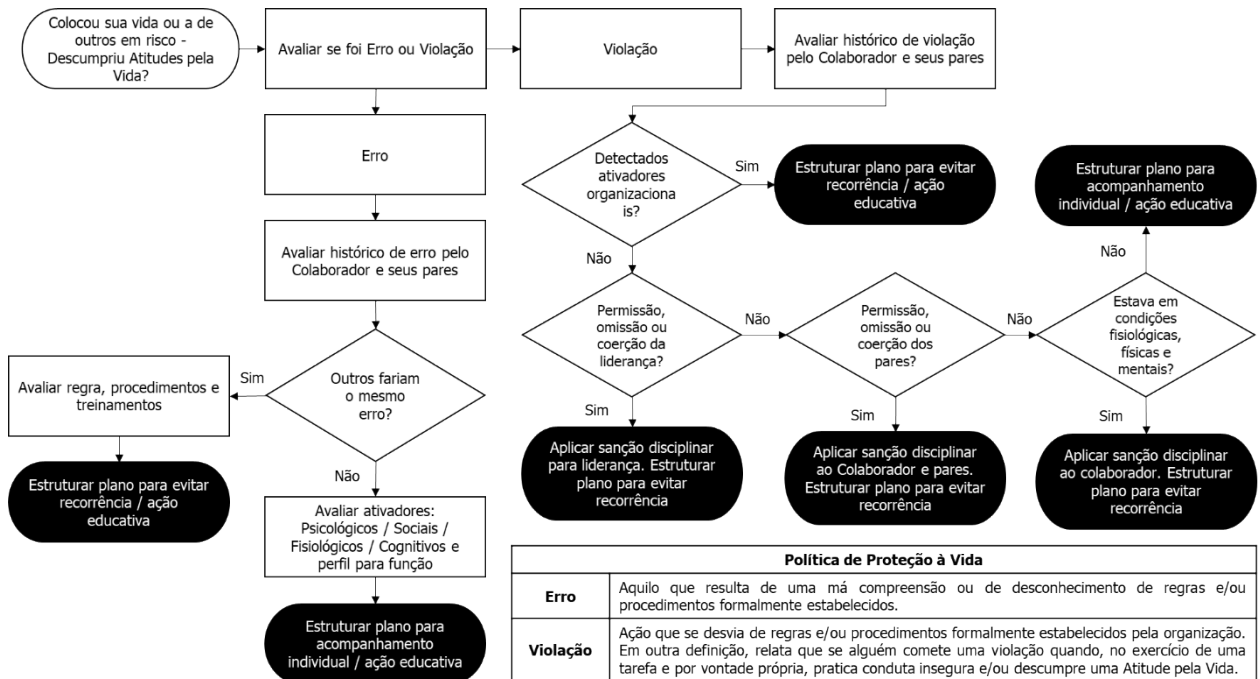 Colocou sua vida ou a de
outros em risco -
Descumpriu Atitudes pela
Vida?
Avaliar se foi Erro ou Violação
Violação
Avaliar histórico de violação
pelo Colaborador e seus pares
Erro
Detectados
ativadores
organizaciona
is?
Sim
Estruturar plano para evitar
recorrência / ação
educativa
Estruturar plano para
acompanhamento
individual / ação educativa
Avaliar histórico de erro pelo
Colaborador e seus pares
Não
Não
Permissão,
omissão ou
coerção da
liderança?
Não
Permissão,
omissão ou
coerção dos
pares?
Não
Estava em
condições
fisiológicas,
físicas e
mentais?
Avaliar regra, procedimentos e
treinamentos
Sim
Outros fariam
o mesmo
erro?
Sim
Sim
Sim
Estruturar plano para evitar
recorrência / ação
educativa
Não
Aplicar sanção disciplinar
para liderança. Estruturar
plano para evitar
recorrência
Aplicar sanção disciplinar
ao Colaborador e pares.
Estruturar plano para evitar
recorrência
Aplicar sanção disciplinar
ao colaborador. Estruturar
plano para evitar
recorrência
Avaliar ativadores:
Psicológicos / Sociais /
Fisiológicos / Cognitivos e
perfil para função
Estruturar plano para
acompanhamento
individual / ação educativa
Política de Proteção à Vida
Erro
Aquilo que resulta de uma má compreensão ou de desconhecimento de regras e/ou
procedimentos formalmente estabelecidos.
Violação
Ação que se desvia de regras e/ou procedimentos formalmente estabelecidos pela organização.
Em outra definição, relata que se alguém comete uma violação quando, no exercício de uma
tarefa e por vontade própria, pratica conduta insegura e/ou descumpre uma Atitude pela Vida.